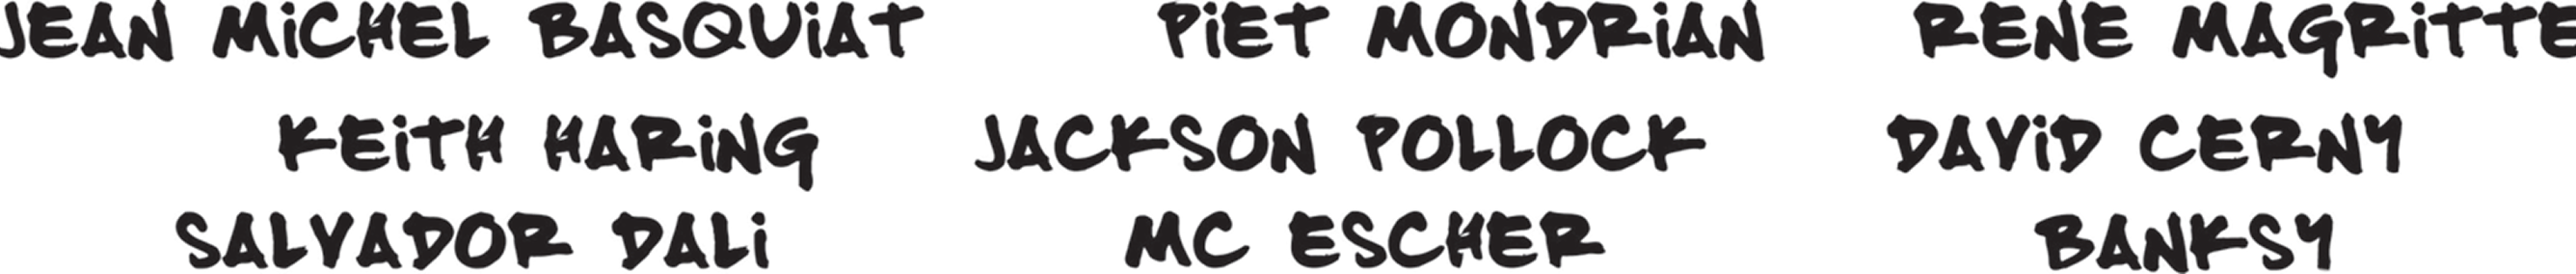 JEAN MiCHEL BASQUiAT PiET MONDRiAN RENE MAGRiTTE
KEiTH HARiNG JACKSON POLLOCK DAViD CERNY
SALVADOR DALi MC ESCHER BANKSY